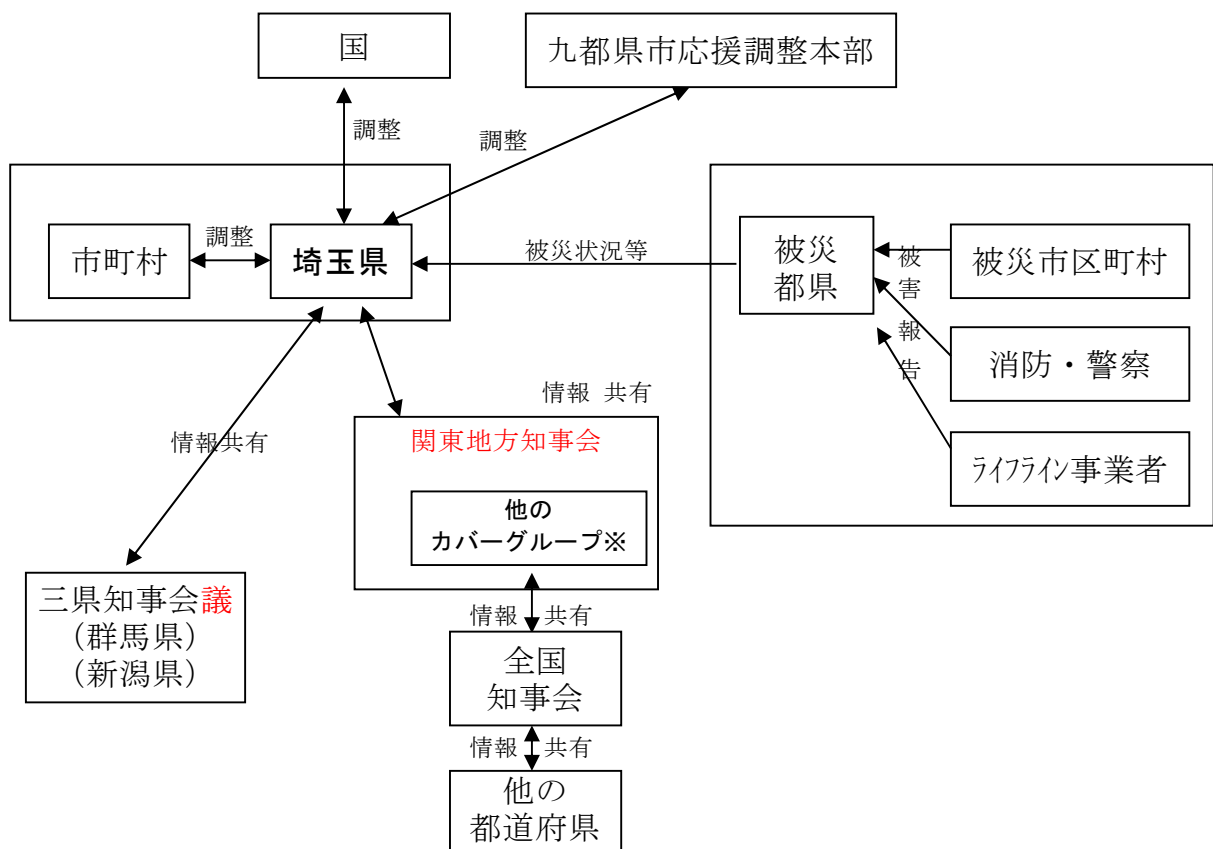 国
九都県市応援調整本部
調整
調整
市町村
調整
埼玉県
被災状況等
被災
都県
被害報告
被災市区町村
消防・警察
ﾗｲﾌﾗｲﾝ事業者
情報共有
情報 共有
関東地方知事会
他の
カバーグループ※
三県知事会議
（群馬県）
（新潟県）
情報 共有
全国
知事会
情報 共有
他の
都道府県